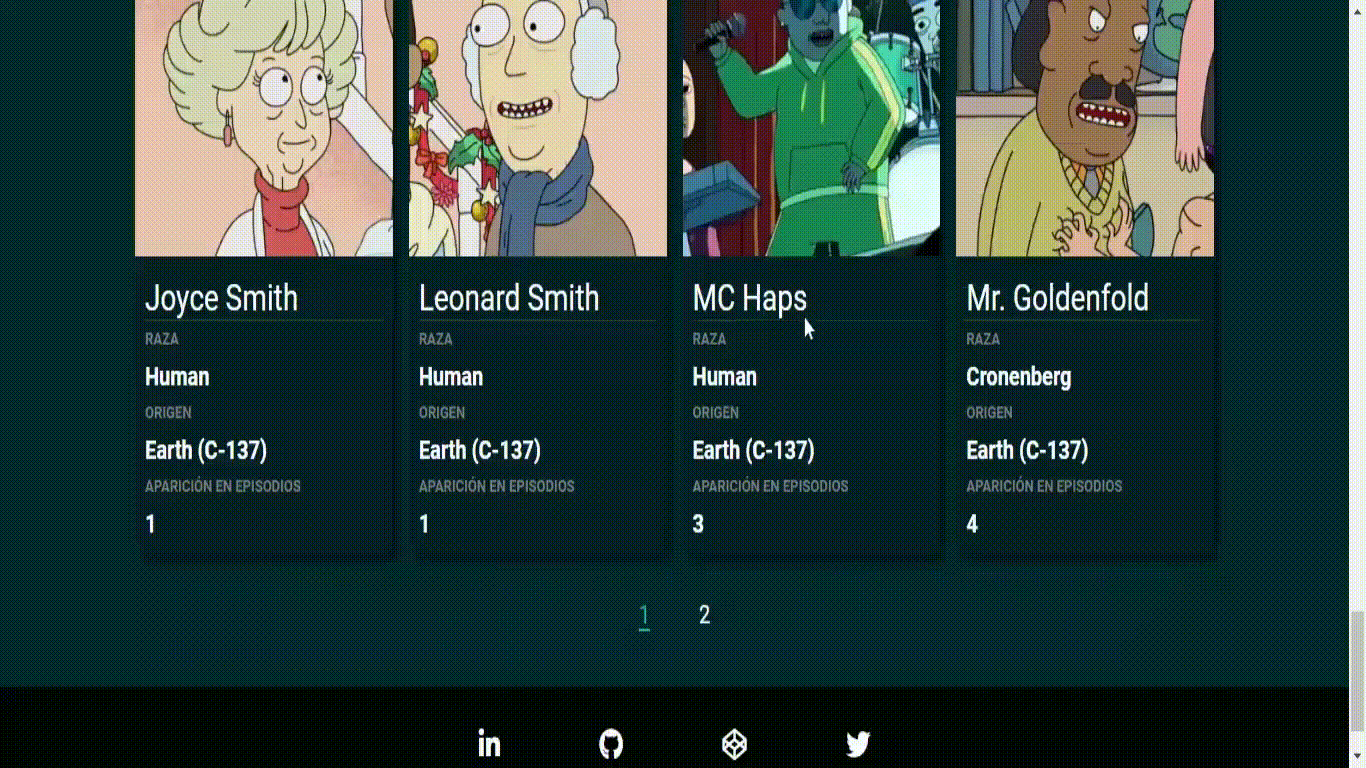 Joyce Smith
RAZA
Human
ORIGEN
Earth (C-137)
APARICIÓN EN EPISODIOS
1
Leonard Smith
RAZA
Human
ORIGEN
Earth (C-137)
APARICIÓN EN EPISODIOS
1
MC Haps
RAZA
Human
ORIGEN
Earth (C-137)
APARICIÓN EN EPISODIOS
3
Mr. Goldenfold
RAZA
Cronenberg
ORIGEN
Earth (C-137)
APARICIÓN EN EPISODIOS
4
1 2